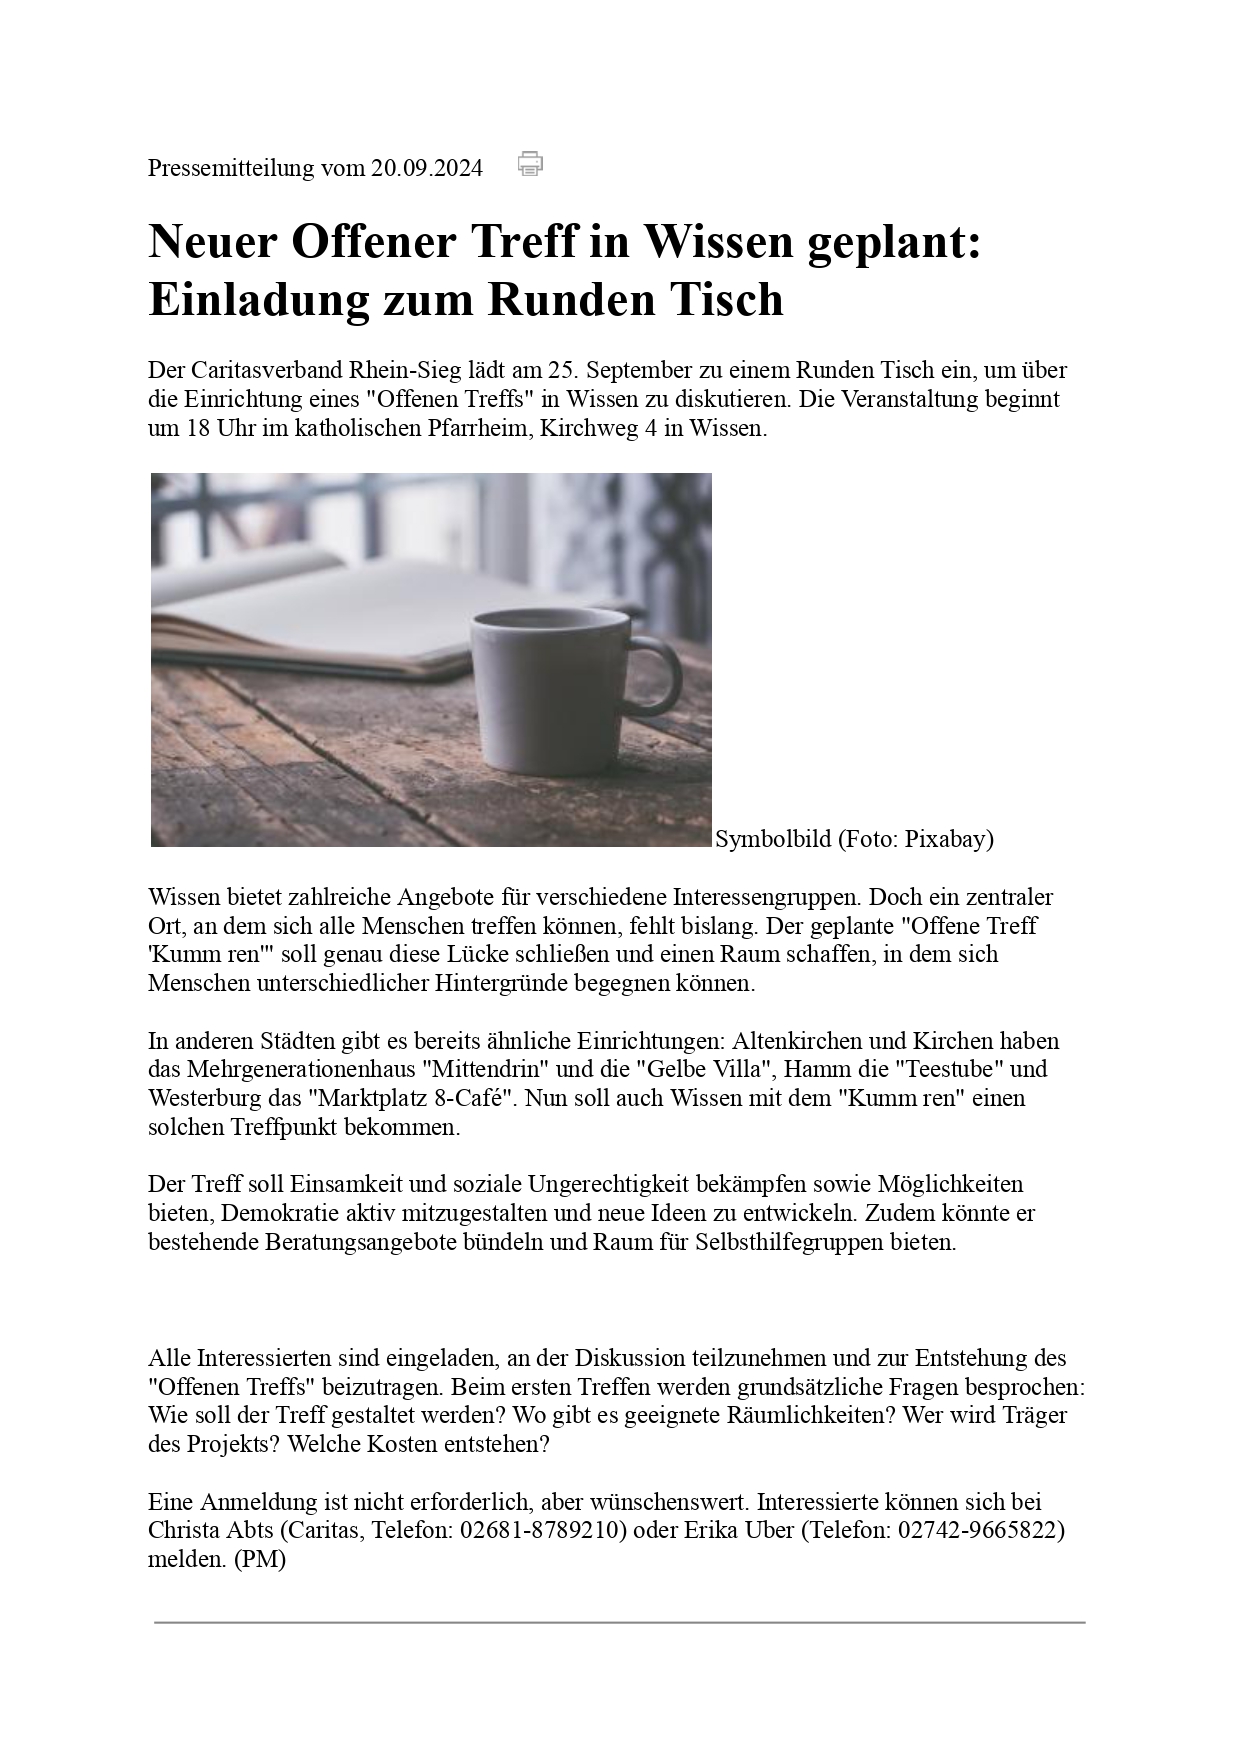 Pressemitteilung vom 20.09.2024
Neuer Offener Treff in Wissen geplant:
Einladung zum Runden Tisch
Der Caritasverband Rhein-Sieg lädt am 25. September zu einem Runden Tisch ein, um über
die Einrichtung eines "Offenen Treffs" in Wissen zu diskutieren. Die Veranstaltung beginnt
um 18 Uhr im katholischen Pfarrheim, Kirchweg 4 in Wissen.
Symbolbild (Foto: Pixabay)
Wissen bietet zahlreiche Angebote für verschiedene Interessengruppen. Doch ein zentraler
Ort, an dem sich alle Menschen treffen können, fehlt bislang. Der geplante "Offene Treff
'Kumm ren'" soll genau diese Lücke schließen und einen Raum schaffen, in dem sich
Menschen unterschiedlicher Hintergründe begegnen können.
In anderen Städten gibt es bereits ähnliche Einrichtungen: Altenkirchen und Kirchen haben
das Mehrgenerationenhaus "Mittendrin" und die "Gelbe Villa", Hamm die "Teestube" und
Westerburg das "Marktplatz 8-Café". Nun soll auch Wissen mit dem "Kumm ren" einen
solchen Treffpunkt bekommen.
Der Treff soll Einsamkeit und soziale Ungerechtigkeit bekämpfen sowie Möglichkeiten
bieten, Demokratie aktiv mitzugestalten und neue Ideen zu entwickeln. Zudem könnte er
bestehende Beratungsangebote bündeln und Raum für Selbsthilfegruppen bieten.
Alle Interessierten sind eingeladen, an der Diskussion teilzunehmen und zur Entstehung des
"Offenen Treffs" beizutragen. Beim ersten Treffen werden grundsätzliche Fragen besprochen:
Wie soll der Treff gestaltet werden? Wo gibt es geeignete Räumlichkeiten? Wer wird Träger
des Projekts? Welche Kosten entstehen?
Eine Anmeldung ist nicht erforderlich, aber wünschenswert. Interessierte können sich bei
Christa Abts (Caritas, Telefon: 02681-8789210) oder Erika Uber (Telefon: 02742-9665822)
melden. (PM)